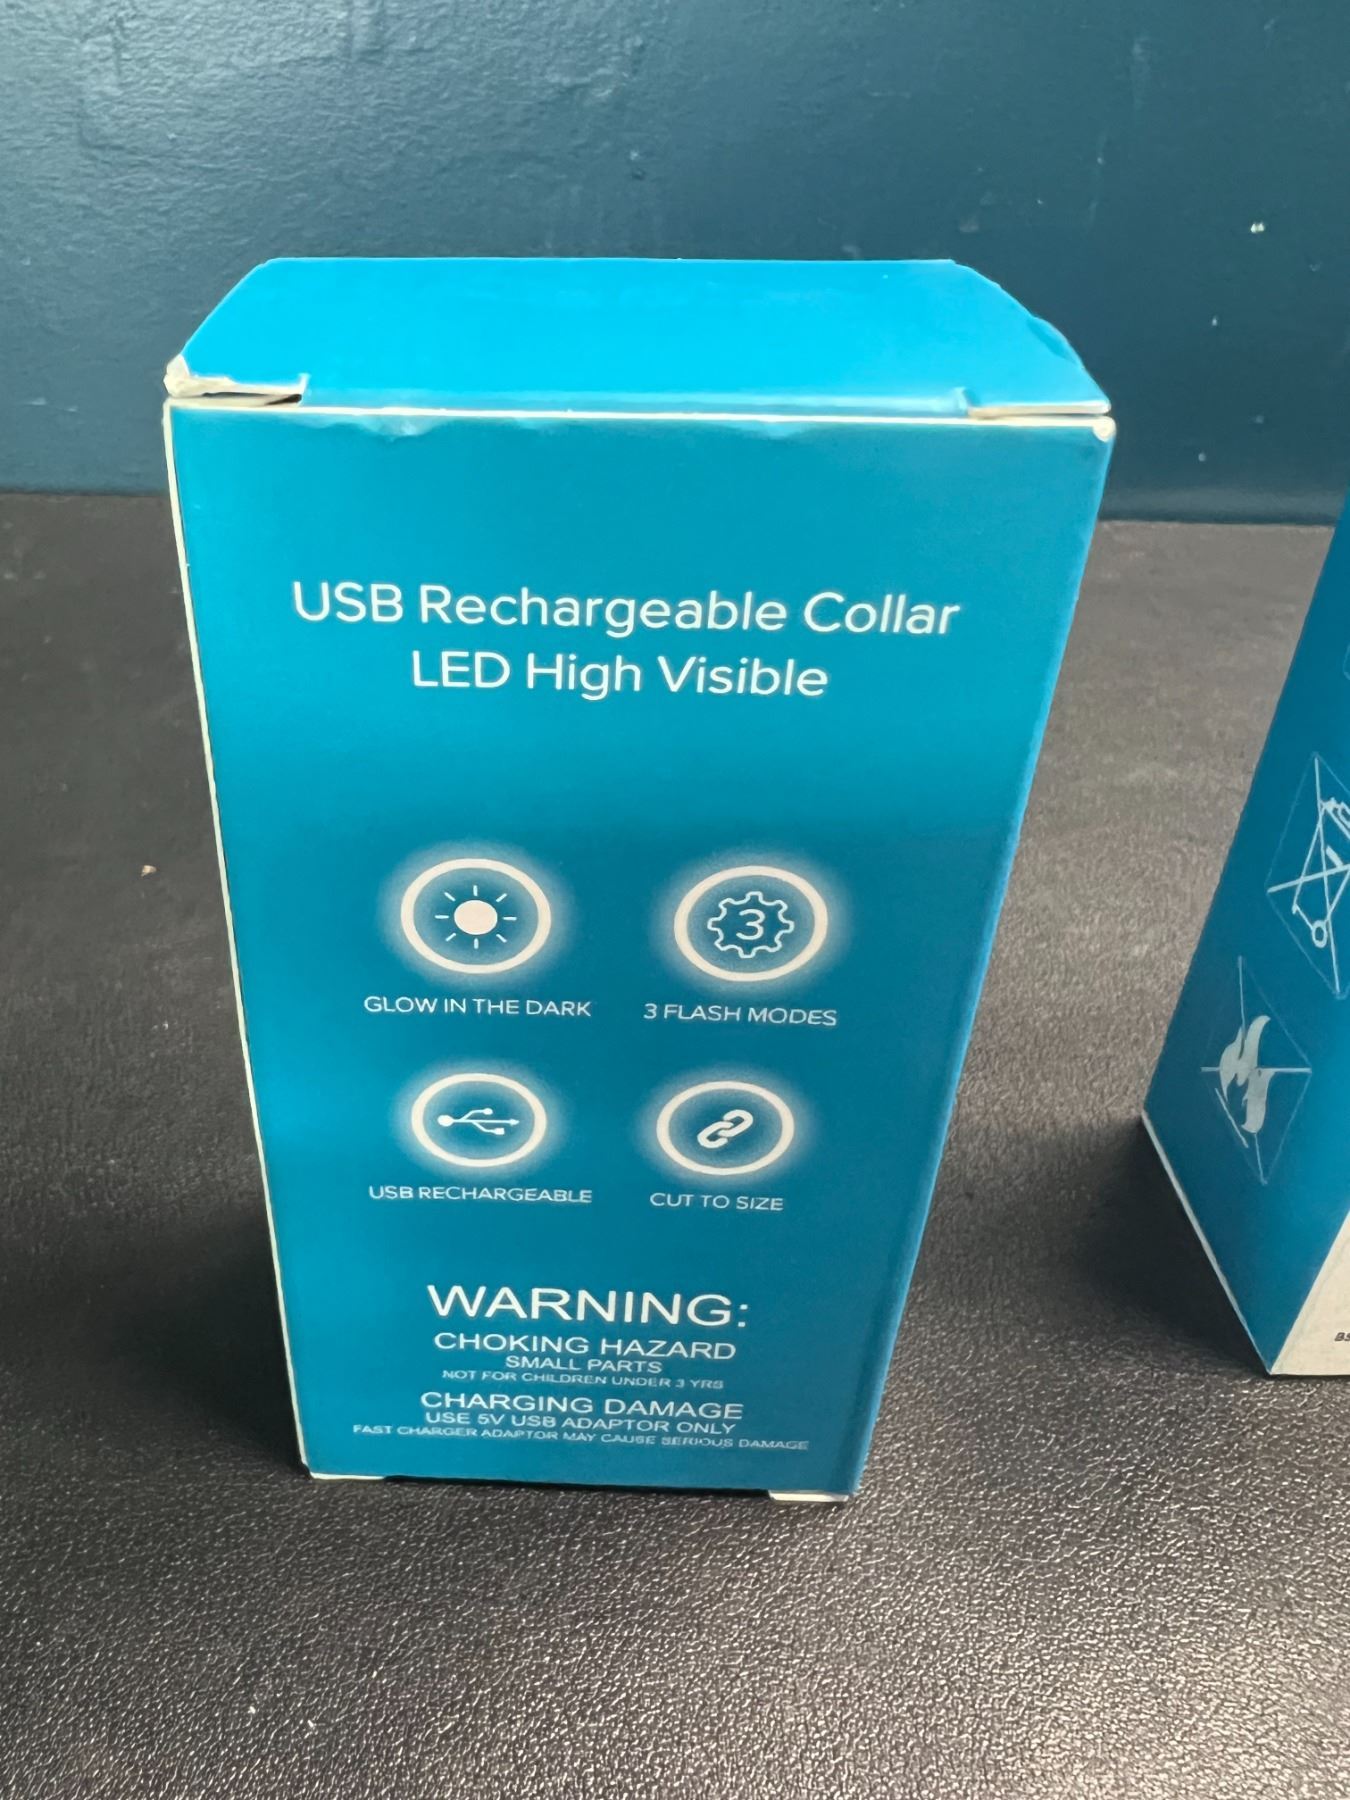 USB Rechargeable Collar
LED High Visible
3
GLOW IN THE DARK
3 FLASH MODES
USB RECHARGEABLE
CUT TO SIZE
WARNING:
CHOKING HAZARD
SMALL PARTS
NOT FOR CHILDREN UNDER 3 YRS
CHARGING DAMAGE
USE 5V USB ADAPTOR ONLY
FAST CHARGER ADAPTOR MAY CAUSE SERIOUS DAMAGE